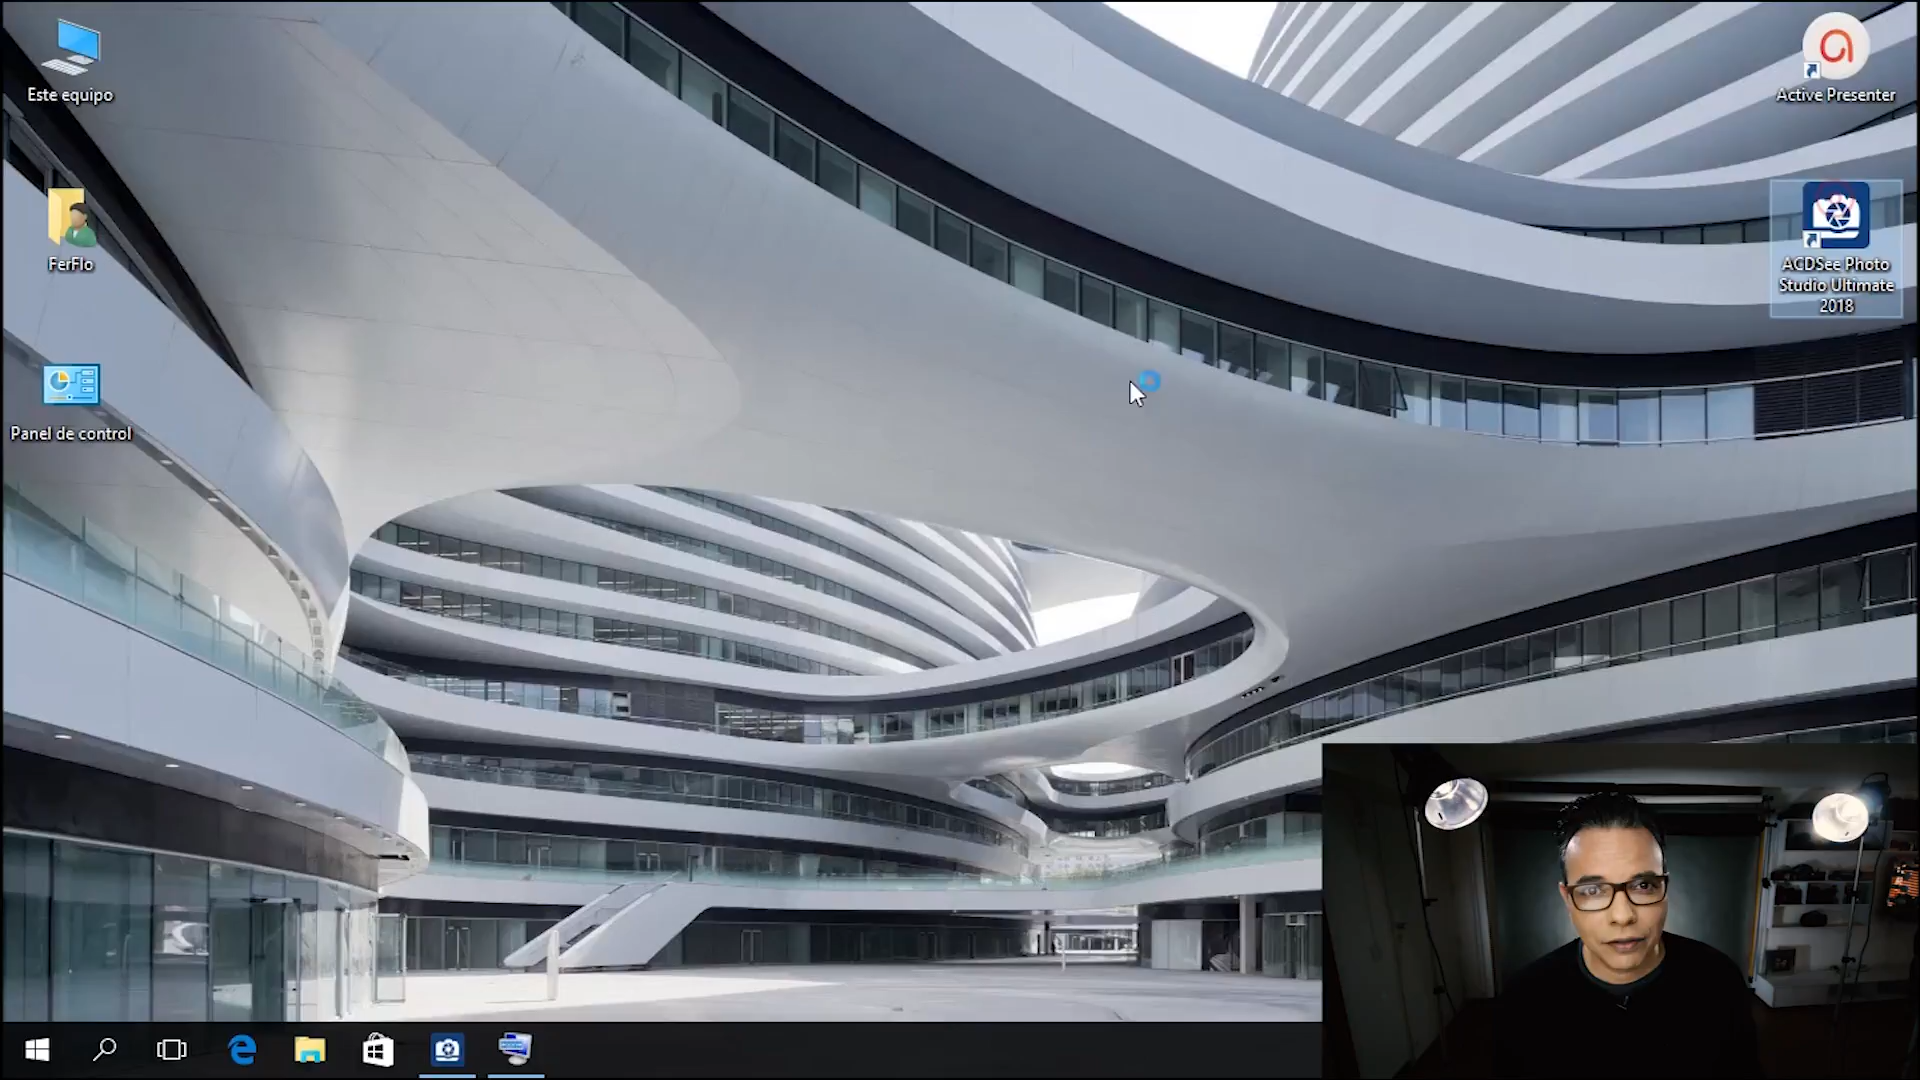 Este equipo
FerFlo
Panel de control
Active Presenter
ACDSee Photo
Studio Ultimate
2018